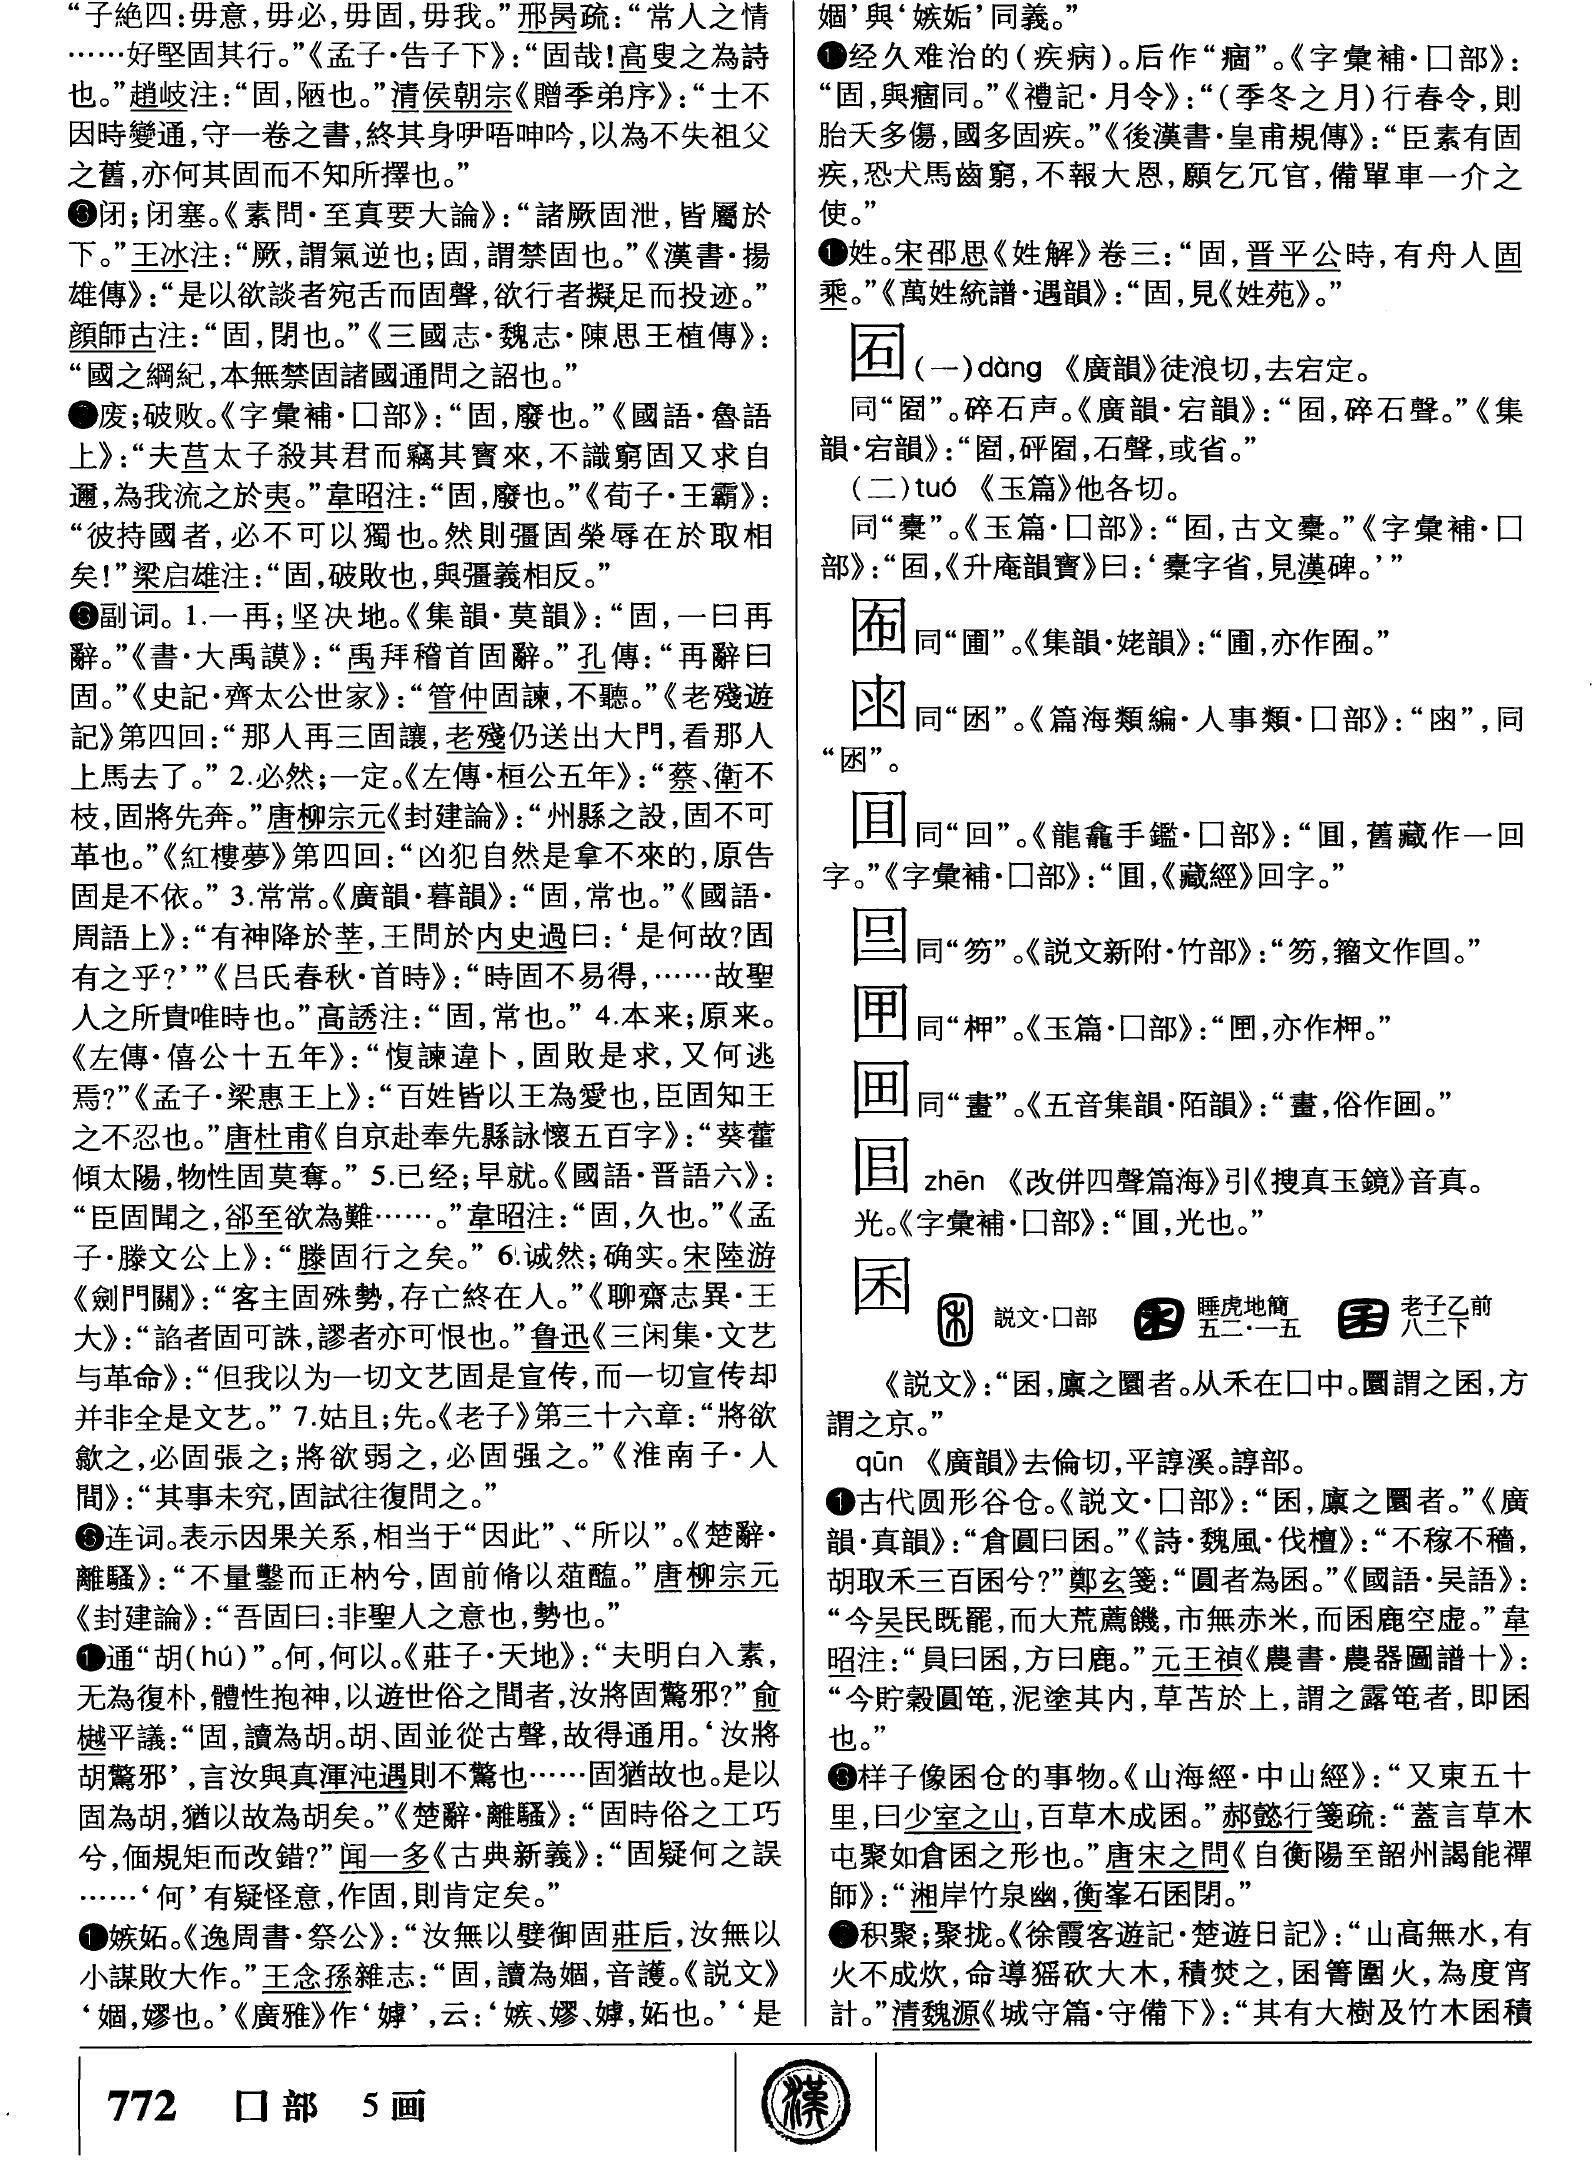 “子絶四：毋意，毋必，毋固，毋我。”邢昺疏：“常人之情
……好堅固其行。”《孟子·告子下》：“固哉！高叟之為詩
也。”趙岐注：“固，陋也。”清侯朝宗《贈季弟序》：“士不
因時變通，守一卷之書，終其身咿唔呻吟，以為不失祖父
之舊，亦何其固而不知所擇也。”
闭；闭塞。《素問·至真要大論》：“諸厥固泄，皆屬於
下。”王冰注：“厥，謂氣逆也；固，謂禁固也。”《漢書·揚
雄傳》：“是以欲談者宛舌而固聲，欲行者擬足而投迹。”
顔師古注：“固，閉也。”《三國志·魏志·陳思王植傳》：
“國之綱紀，本無禁固諸國通問之詔也。”
废；破败。《字彙補·囗部》：“固，廢也。”《國語·魯語
上》：“夫莒太子殺其君而竊其寳來，不識窮固又求自
邇，為我流之於夷。”韋昭注：“固，廢也。”《荀子·王霸》：
“彼持國者，必不可以獨也。然則彊固榮辱在於取相
矣！”梁启雄注：“固，破敗也，與彊義相反。”
副词。1.一再；坚决地。《集韻·莫韻》：“固，一曰再
辭。”《書·大禹謨》：“禹拜稽首固辭。”孔傳：“再辭曰
固。”《史記·齊太公世家》：“管仲固諫，不聽。”《老殘遊
記》第四回：“那人再三固讓，老殘仍送出大門，看那人
上馬去了。”2.必然；一定。《左傳·桓公五年》：“蔡、衛不
枝，固將先奔。”唐柳宗元《封建論》：“州縣之設，固不可
革也。”《紅樓夢》第四回：“凶犯自然是拿不來的，原告
固是不依。”3.常常。《廣韻·暮韻》：“固，常也。”《國語·
周語上》：“有神降於莘，王問於内史過曰：‘是何故？固
有之乎？’”《吕氏春秋·首時》：“時固不易得，……故聖
人之所貴唯時也。”高誘注：“固，常也。”4.本来；原来。
《左傳·僖公十五年》：“愎諫違卜，固敗是求，又何逃
焉？”《孟子·梁惠王上》：“百姓皆以王為愛也，臣固知王
之不忍也。”唐杜甫《自京赴奉先縣詠懷五百字》：“葵藿
傾太陽，物性固莫奪。”5.已经；早就。《國語·晋語六》：
“臣固聞之，郤至欲為難……。”韋昭注：“固，久也。”《孟
子·滕文公上》：“滕固行之矣。”6.诚然；确实。宋陸游
《劍門關》：“客主固殊勢，存亡終在人。”《聊齋志異·王
大》：“諂者固可誅，謬者亦可恨也。”鲁迅《三闲集·文艺
与革命》：“但我以为一切文艺固是宣传，而一切宣传却
并非全是文艺。”7.姑且；先。《老子》第三十六章：“將欲
歙之，必固張之；將欲弱之，必固强之。”《淮南子·人
間》：“其事未究，固試往復問之。”
连词。表示因果关系，相当于“因此”、“所以”。《楚辭·
離騷》：“不量鑿而正枘兮，固前脩以菹醢。”唐柳宗元
《封建論》：“吾固曰：非聖人之意也，勢也。”
通“胡(hú)”。何，何以。《莊子·天地》：“夫明白入素，
无為復朴，體性抱神，以遊世俗之間者，汝將固驚邪？”俞
樾平議：“固，讀為胡。胡、固並從古聲，故得通用。‘汝將
胡驚邪’，言汝與真渾沌遇則不驚也……固猶故也。是以
固為胡，猶以故為胡矣。”《楚辭·離騷》：“固時俗之工巧
兮，偭規矩而改錯？”闻一多《古典新義》：“固疑何之誤
……‘何’有疑怪意，作固，則肯定矣。”
嫉妬。《逸周書·祭公》：“汝無以嬖御固莊后，汝無以
小謀敗大作。”王念孫雜志：“固，讀為婟，音護。《説文》
‘婟，嫪也。’《廣雅》作‘嫭’，云：‘嫉、嫪、嫭，妬也。’‘是
婟’與‘嫉妬’同義。”
经久难治的(疾病)。后作“痼”。《字彙補·囗部》：
“固，與痼同。”《禮記·月令》：“(季冬之月)行春令，則
胎夭多傷，國多固疾。”《後漢書·皇甫規傳》：“臣素有固
疾，恐犬馬齒窮，不報大恩，願乞冗官，備單車一介之
使。”
姓。宋邵思《姓解》卷三：“固，晋平公時，有舟人固
乘。”《萬姓統譜·遇韻》：“固，見《姓苑》。”
㘴(一)dàng 《廣韻》徒浪切，去宕定。
同“𡈞”。碎石声。《廣韻·宕韻》：“，碎石聲。”《集
韻·宕韻》：“，砰，石聲，或省。”
(二)tuó 《玉篇》他各切。
同“橐”。《玉篇·囗部》：“，古文橐。”《字彙補·囗
部》：“，《升庵韻寶》曰：‘橐字省，見漢碑。’”
同“圃”。《集韻·姥韻》：“圃，亦作。”
同“困”。《篇海類編·人事類·囗部》：“”，同
“困”。
同“回”。《龍龕手鑑·囗部》：“，舊藏作一回
字。”《字彙補·囗部》：“，《藏經》回字。”
同“笏”。《説文新附·竹部》：“笏，籀文作。”
同“柙”。《玉篇·囗部》：“，亦作柙。”
同“畫”。《五音集韻·陌韻》：“畫，俗作。”
zhēn 《改併四聲篇海》引《搜真玉鏡》音真。
光。《字彙補·囗部》：“，光也。”
囷 説文·囗部 睡虎地簡五二·一五 老子乙前八二下
《説文》：“囷，廩之圜者。从禾在囗中。圜謂之囷，方
謂之京。”
qūn 《廣韻》去倫切，平諄溪。諄部。
古代圆形谷仓。《説文·囗部》：“囷，廩之圜者。”《廣
韻·真韻》：“倉圓曰囷。”《詩·魏風·伐檀》：“不稼不穡，
胡取禾三百囷兮？”鄭玄箋：“圓者為囷。”《國語·吴語》：
“今吴民既罷，而大荒薦饑，市無赤米，而囷鹿空虚。”韋
昭注：“員曰囷，方曰鹿。”元王禎《農書·農器圖譜十》：
“今貯穀圓笔，泥塗其内，草苫於上，謂之露笔者，即囷
也。”
样子像囷仓的事物。《山海經·中山經》：“又東五十
里，曰少室之山，百草木成囷。”郝懿行箋疏：“蓋言草木
屯聚如倉囷之形也。”唐宋之問《自衡陽至韶州謁能禪
師》：“湘岸竹泉幽，衡峯石囷閉。”
积聚；聚拢。《徐霞客遊記·楚遊日記》：“山高無水，有
火不成炊，命導猺砍大木，積焚之，囷箐圍火，為度宵
計。”清魏源《城守篇·守備下》：“其有大樹及竹木囷積
772 囗部 5画
漢